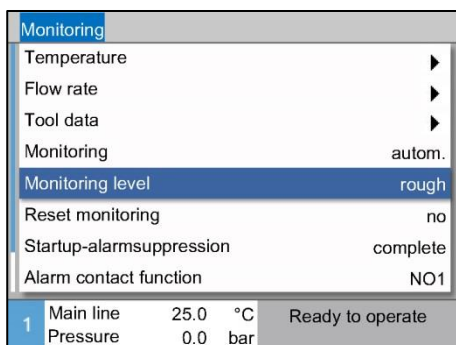 Monitoring
Temperature
Flow rate
Tool data
Monitoring autom.
Monitoring level rough
Reset monitoring no
Startup-alarmsuppression complete
Alarm contact function NO1
1 Main line 25.0 °C Ready to operate
Pressure 0.0 bar